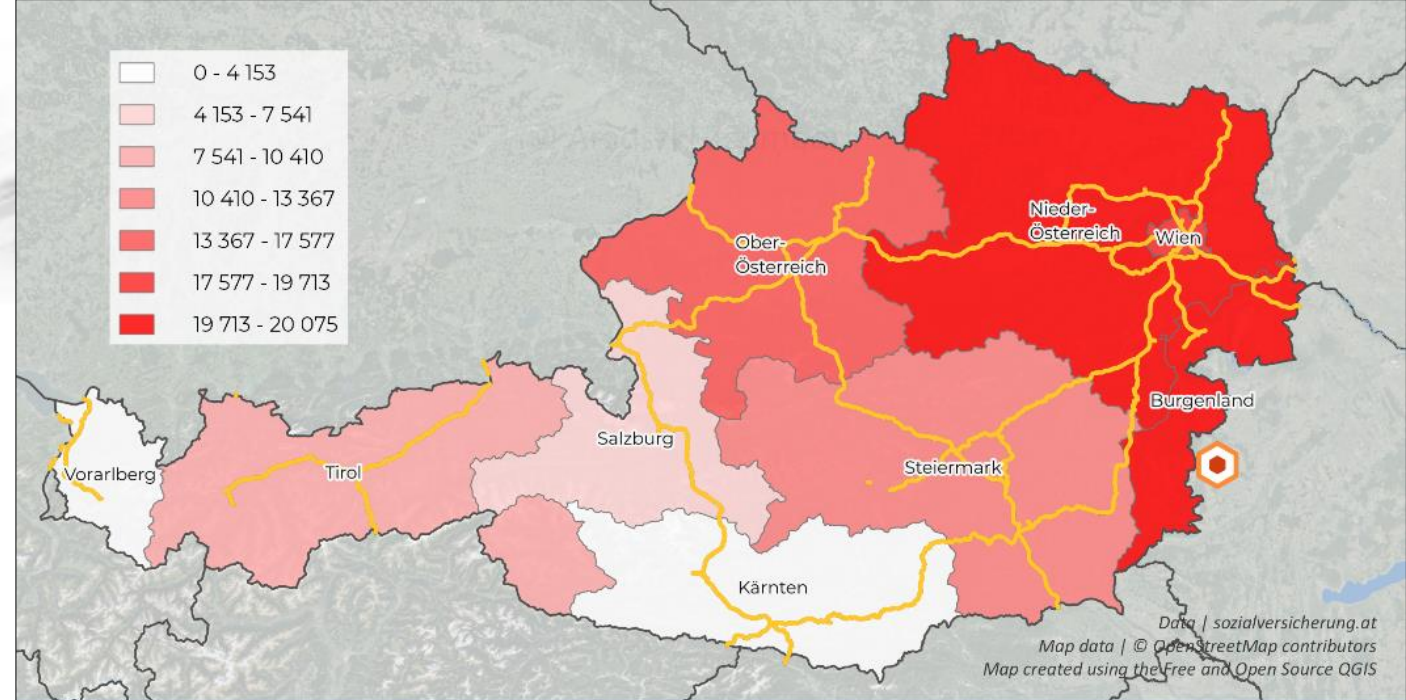 0 - 4 153
4 153 - 7 541
7 541 - 10 410
10 410 - 13 367
13 367 - 17 577
17 577 - 19 713
19 713 - 20 075
Nieder-
Österreich
Wien
Ober-
Österreich
Burgenland
Salzburg
Steiermark
Tirol
Vorarlberg
Kärnten
Data | sozialversicherung.at
Map data | © OpenStreetMap contributors
Map created using the Free and Open Source QGIS